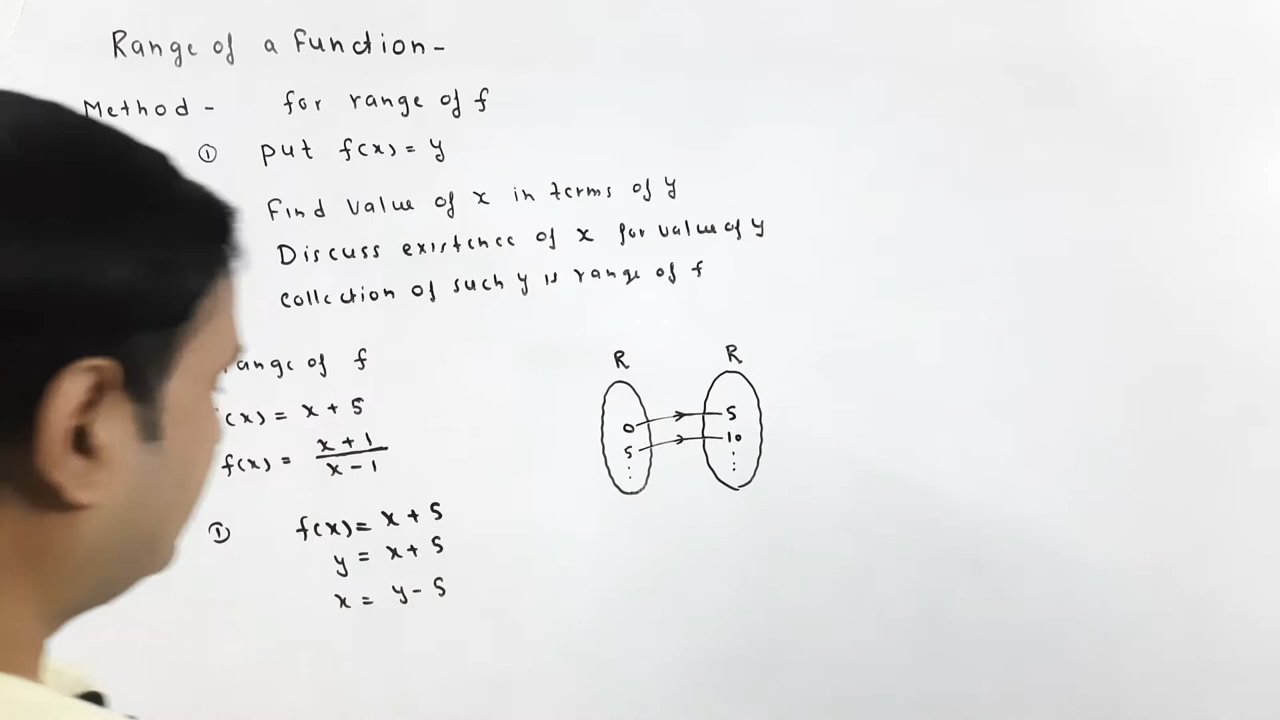 Range of a function-
Method - for range of f
① put f(x) = y
Find value of x in terms of y
Discuss existence of x for value of y
Collection of such y is range of f
ange of f
(x) = x + 5
f(x) = x + 1 / x - 1
R R
0 5
5 10
① f(x) = x + 5
y = x + 5
x = y - 5